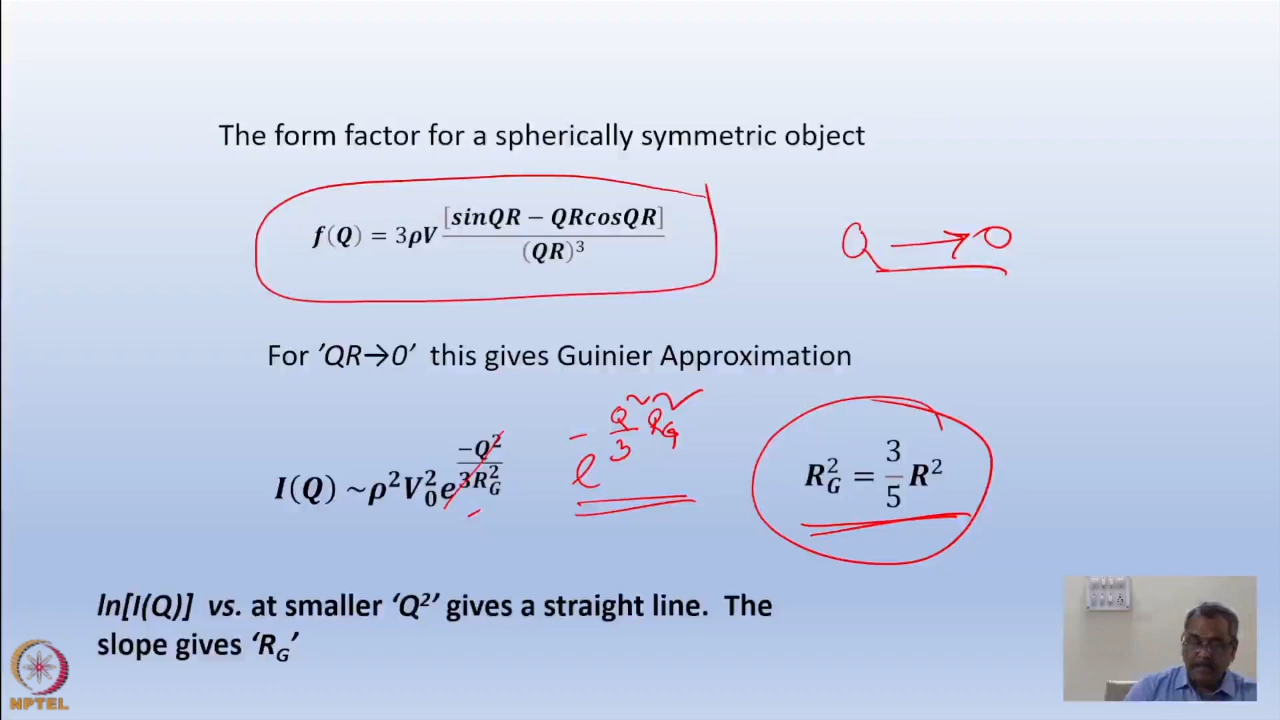 The form factor for a spherically symmetric object
f(Q) = 3ρV [sinQR − QRcosQR] / (QR)³
Q → 0
For 'QR→0' this gives Guinier Approximation
I(Q) ~ρ²V₀²e^(−Q²/3R_G²)
e^(−Q²/3 R_G²)
R_G² = 3/5 R²
ln[I(Q)] vs. at smaller 'Q²' gives a straight line. The
slope gives 'R_G'
NPTEL